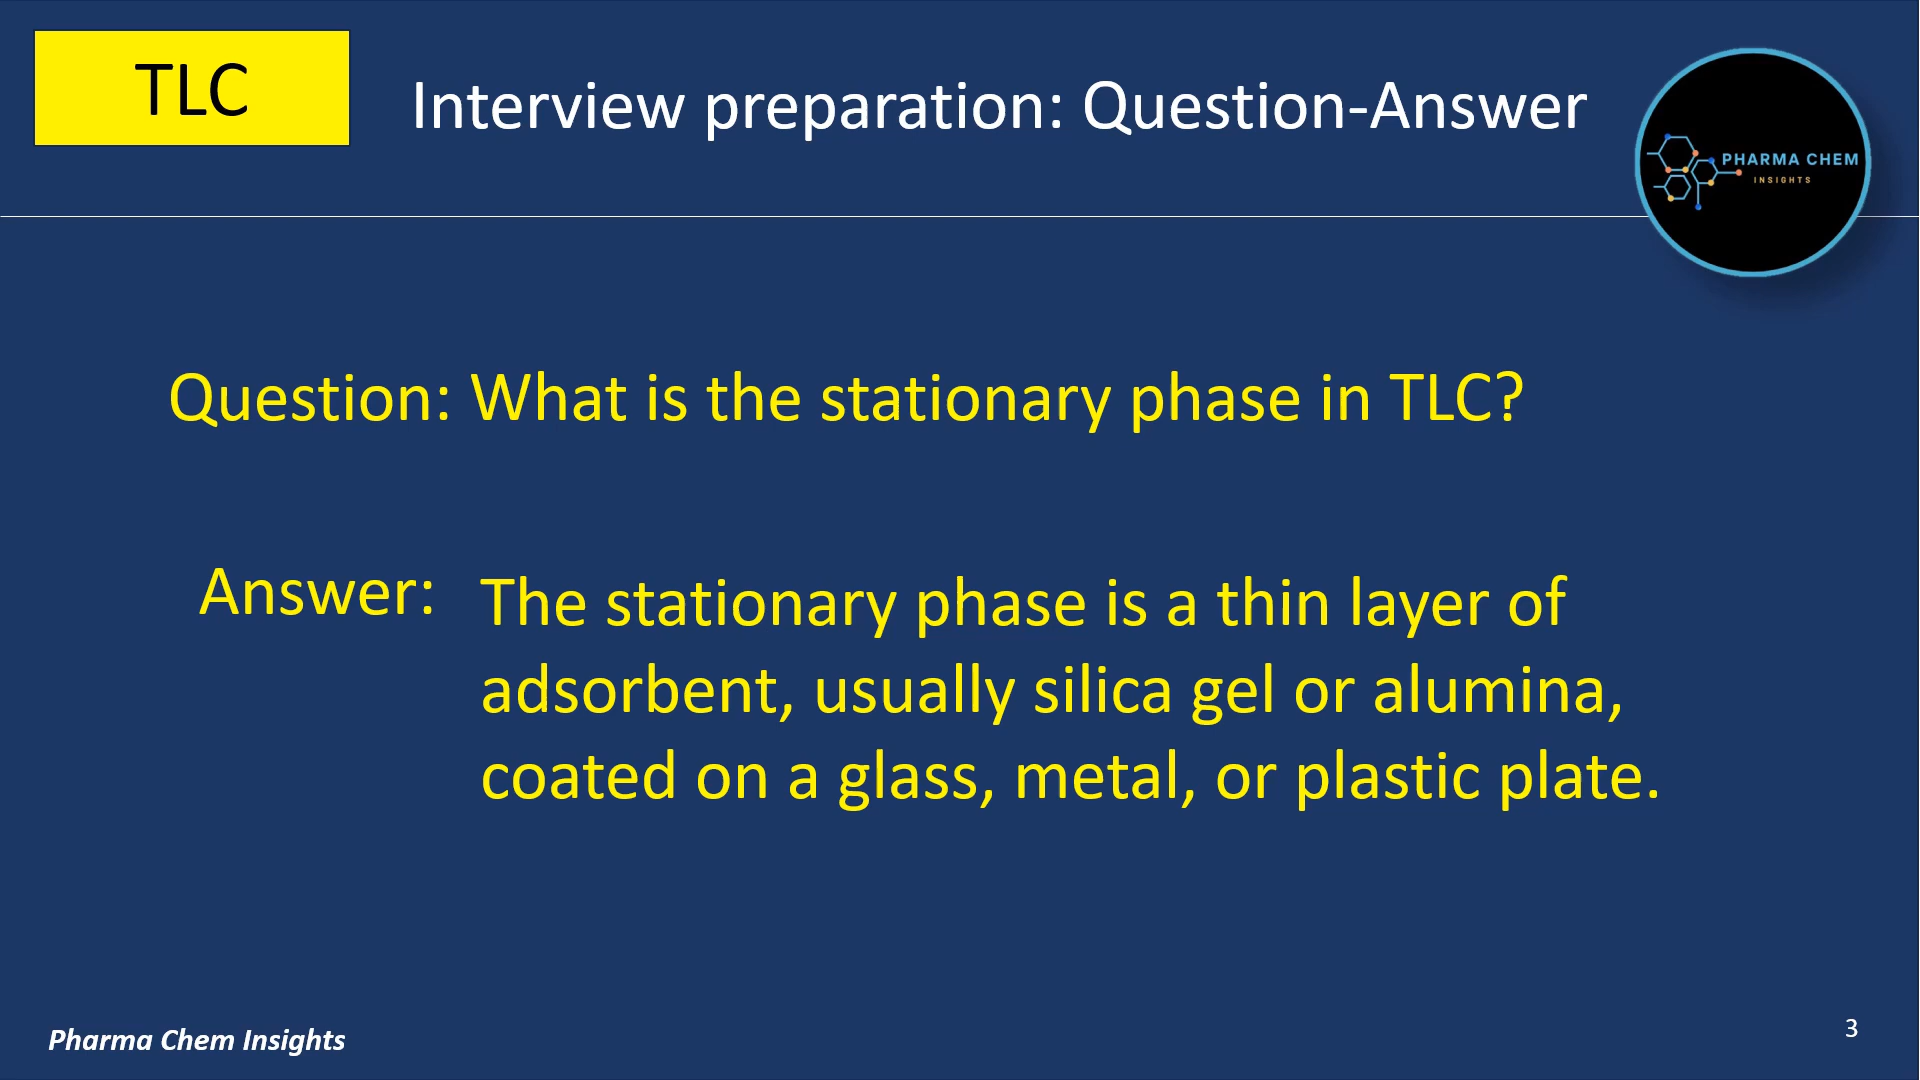 TLC
Interview preparation: Question-Answer
PHARMA CHEM
INSIGHTS
Question: What is the stationary phase in TLC?
Answer: The stationary phase is a thin layer of
adsorbent, usually silica gel or alumina,
coated on a glass, metal, or plastic plate.
Pharma Chem Insights
3